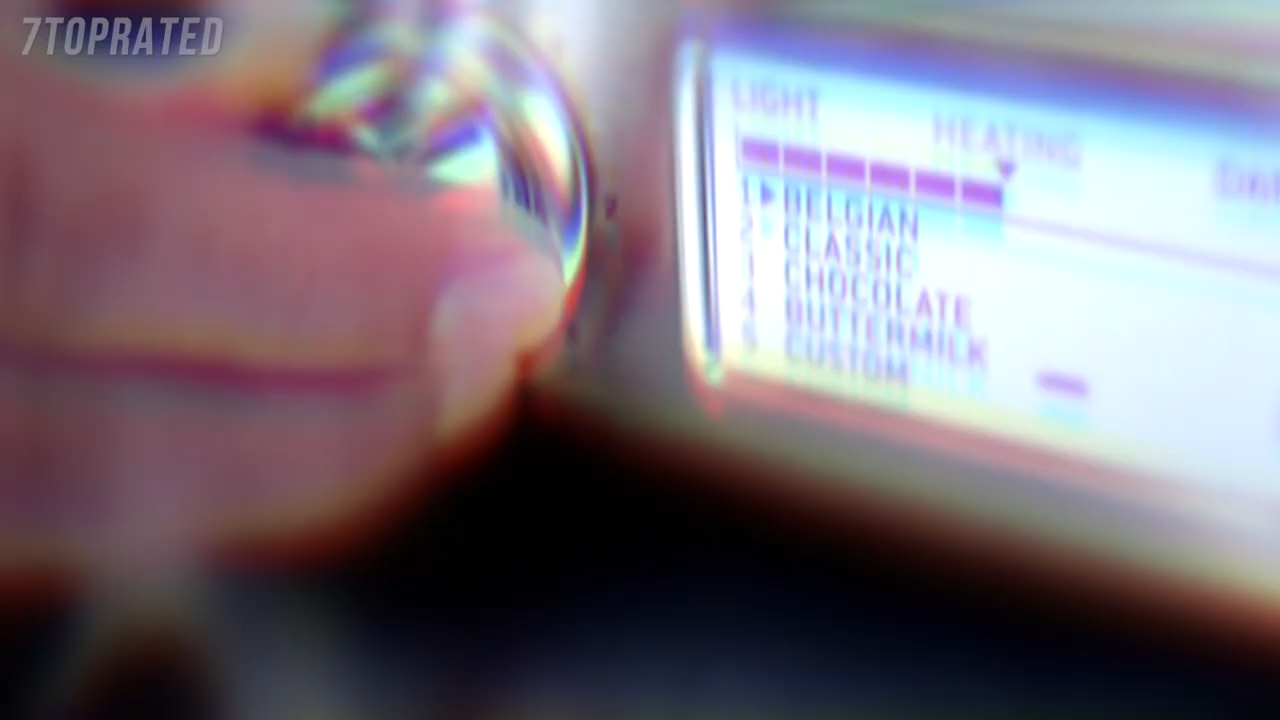 7TOPRATED
LIGHT
HEATING
1 BELGIAN
2 CLASSIC
3 CHOCOLATE
4 BUTTERMILK
5 CUSTOM